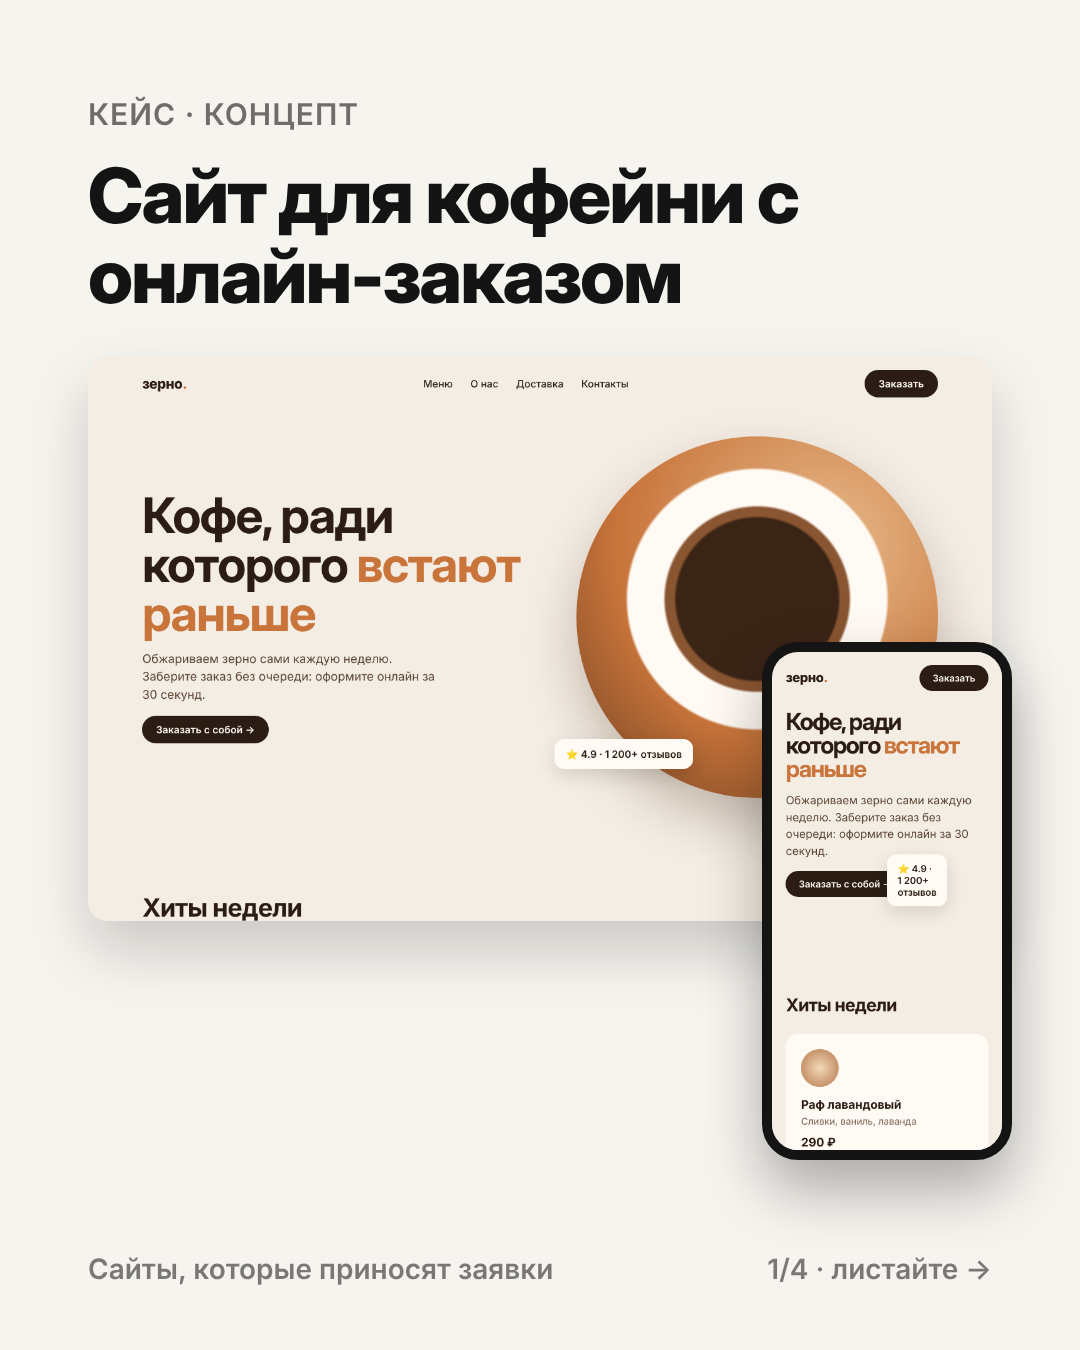 КЕЙС · КОНЦЕПТ
Сайт для кофейни с
онлайн-заказом
зерно.
Меню О нас Доставка Контакты
Заказать
Кофе, ради
которого встают
раньше
Обжариваем зерно сами каждую неделю.
Заберите заказ без очереди: оформите онлайн за
30 секунд.
Заказать с собой →
⭐ 4.9 · 1 200+ отзывов
Хиты недели
зерно.
Заказать
Кофе, ради
которого встают
раньше
Обжариваем зерно сами каждую
неделю. Заберите заказ без
очереди: оформите онлайн за 30
секунд.
Заказать с собой
⭐ 4.9 ·
1 200+
отзывов
Хиты недели
Раф лавандовый
Сливки, ваниль, лаванда
290 ₽
Сайты, которые приносят заявки
1/4 · листайте →